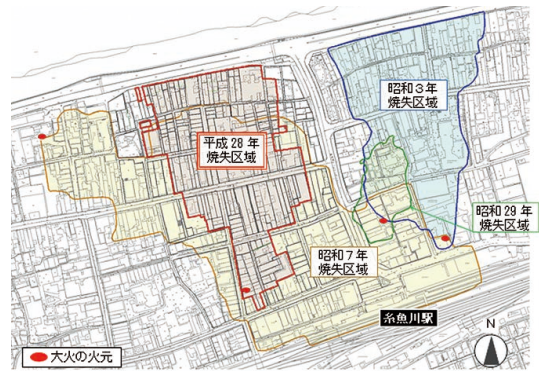 昭和３年
焼失区域
平成28年
焼失区域
昭和29年
焼失区域
昭和７年
焼失区域
糸魚川駅
N
大火の火元